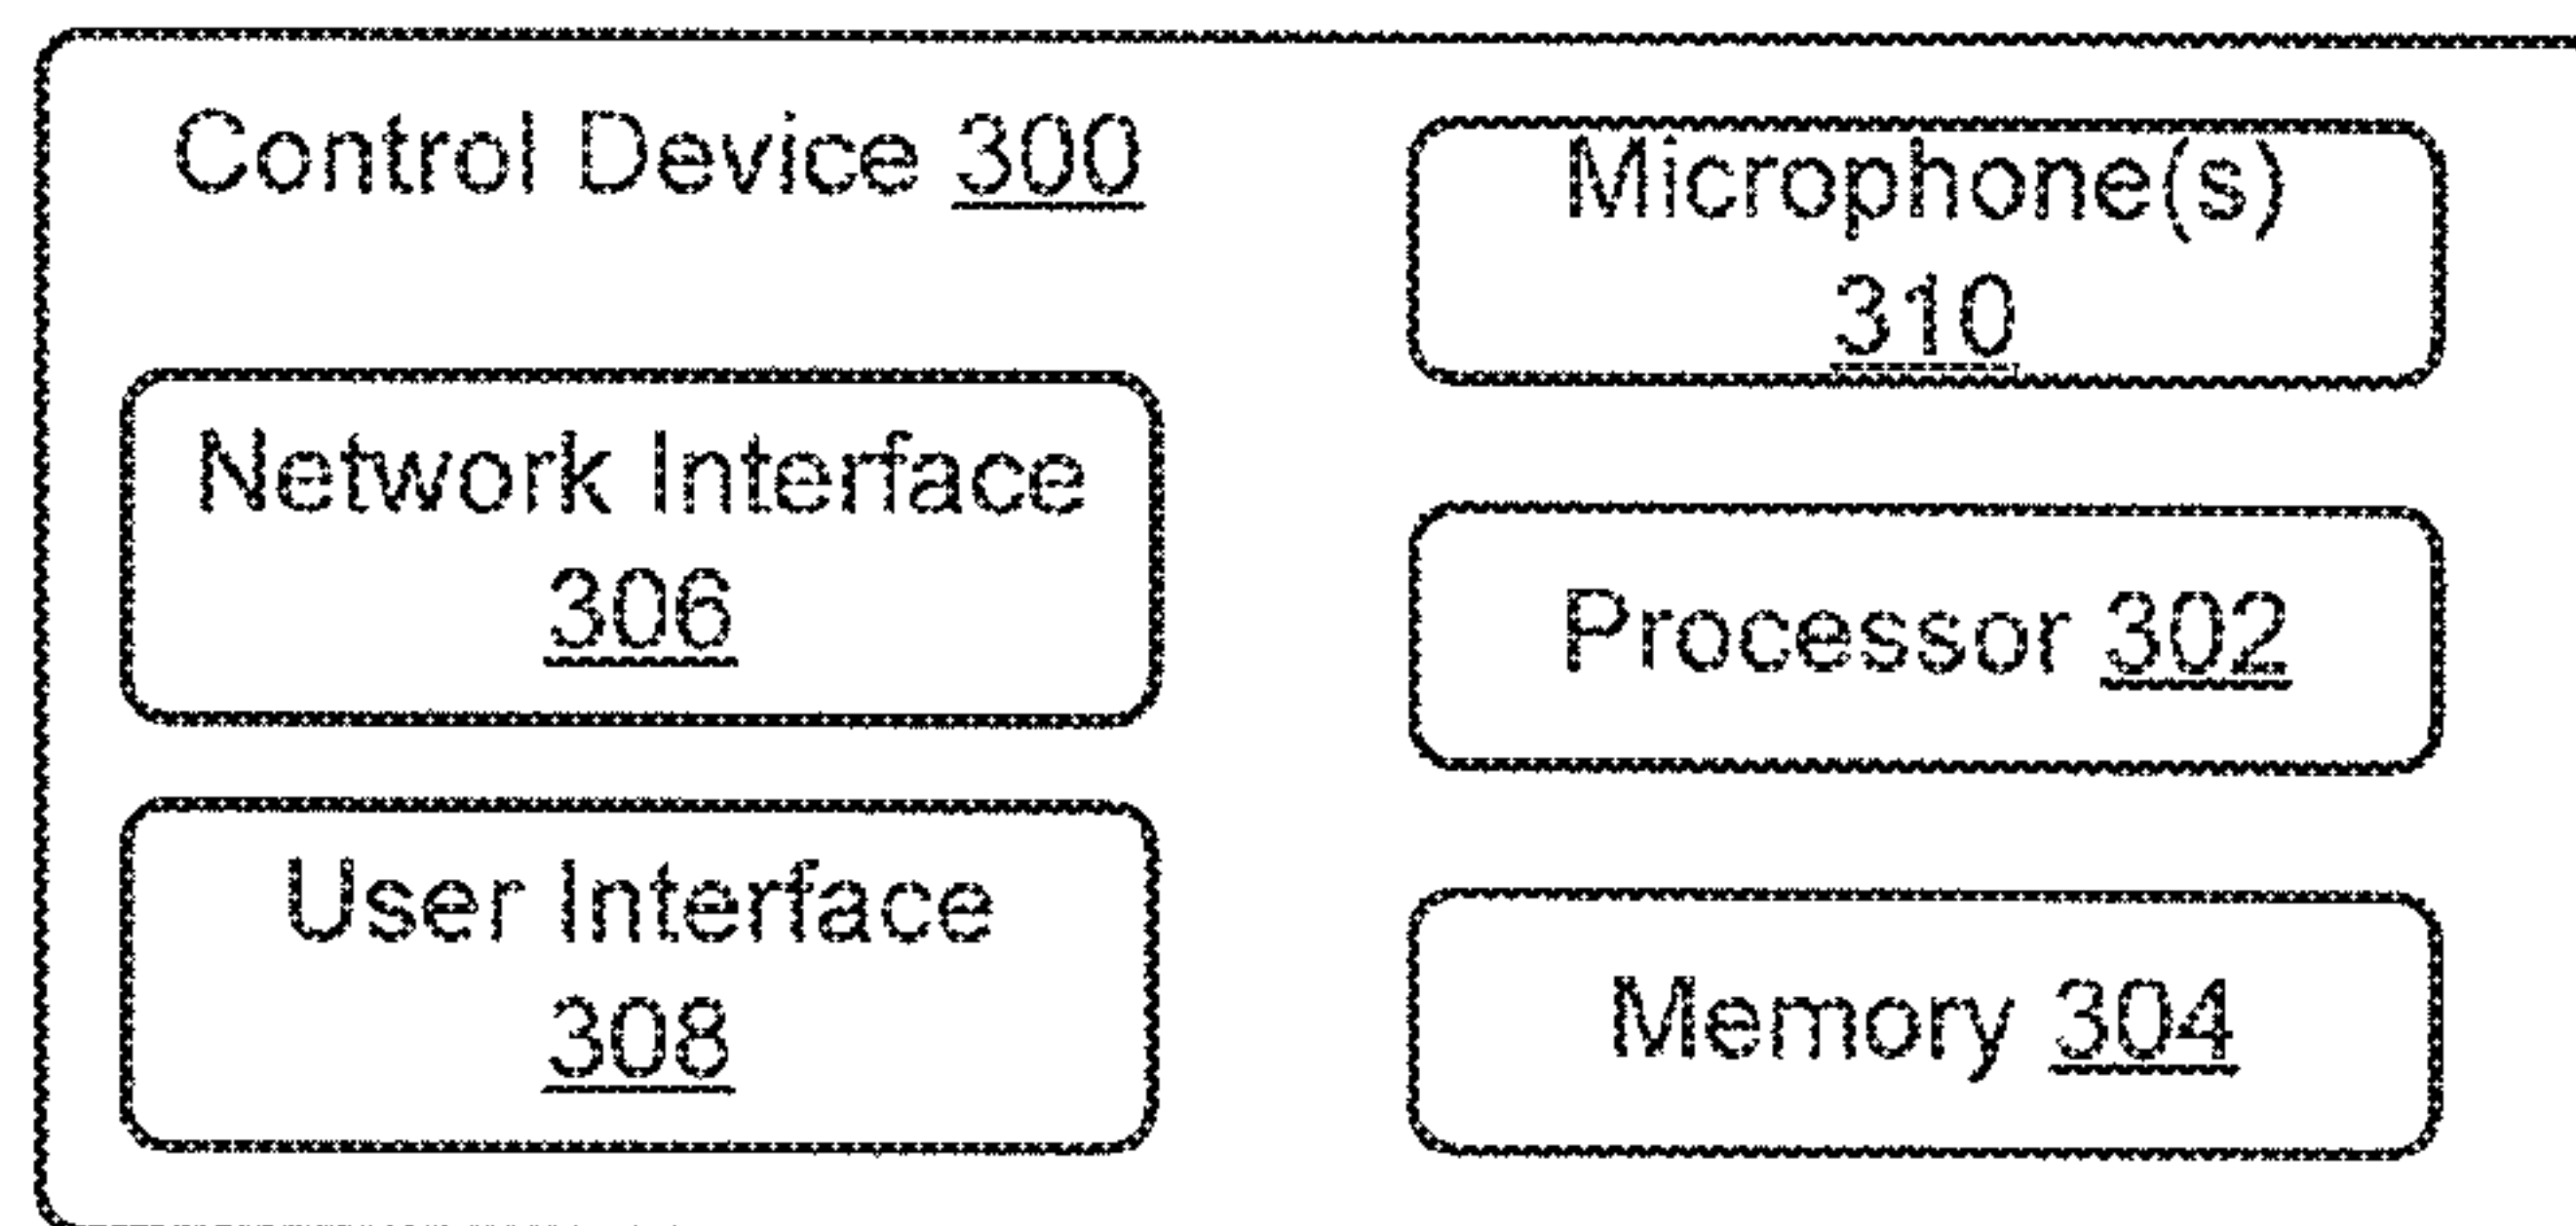 Control Device 300
Network Interface
306
User Interface
308
Microphone(s)
310
Processor 302
Memory 304